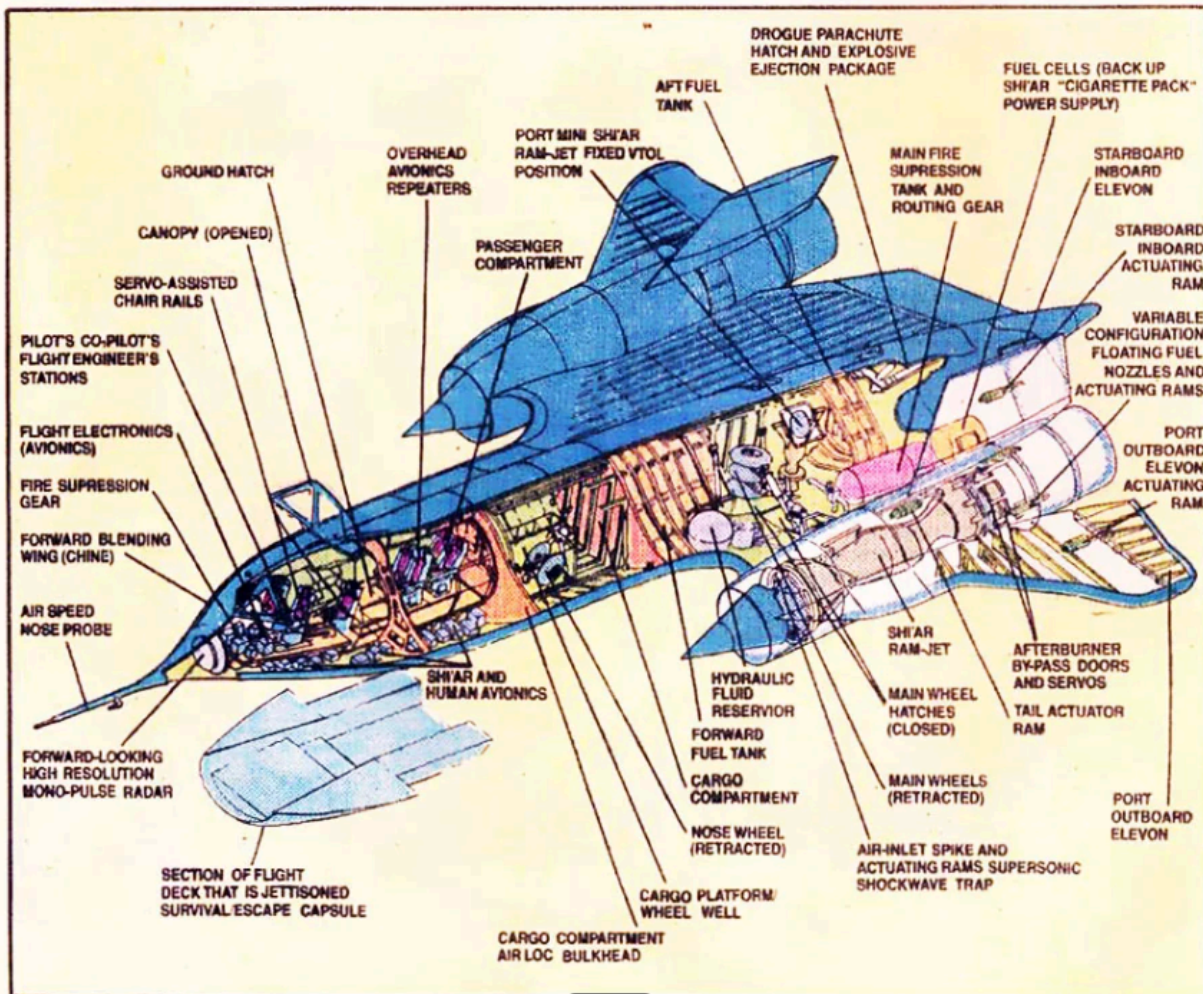 DROGUE PARACHUTE
HATCH AND EXPLOSIVE
EJECTION PACKAGE
FUEL CELLS (BACK UP
SHI'AR "CIGARETTE PACK"
POWER SUPPLY)
AFT FUEL
TANK
PORT MINI SHI'AR
RAM-JET FIXED VTOL
POSITION
OVERHEAD
AVIONICS
REPEATERS
MAIN FIRE
SUPRESSION
TANK AND
ROUTING GEAR
STARBOARD
INBOARD
ELEVON
GROUND HATCH
CANOPY (OPENED)
PASSENGER
COMPARTMENT
STARBOARD
INBOARD
ACTUATING
RAM
SERVO-ASSISTED
CHAIR RAILS
VARIABLE
CONFIGURATION
FLOATING FUEL
NOZZLES AND
ACTUATING RAMS
PILOT'S CO-PILOT'S
FLIGHT ENGINEER'S
STATIONS
FLIGHT ELECTRONICS
(AVIONICS)
PORT
OUTBOARD
ELEVON
ACTUATING
RAM
FIRE SUPRESSION
GEAR
FORWARD BLENDING
WING (CHINE)
AIR SPEED
NOSE PROBE
SHI'AR AND
HUMAN AVIONICS
SHI'AR
RAM-JET
AFTERBURNER
BY-PASS DOORS
AND SERVOS
HYDRAULIC
FLUID
RESERVIOR
MAIN WHEEL
HATCHES
(CLOSED)
TAIL ACTUATOR
RAM
FORWARD
FUEL TANK
FORWARD-LOOKING
HIGH RESOLUTION
MONO-PULSE RADAR
CARGO
COMPARTMENT
MAIN WHEELS
(RETRACTED)
PORT
OUTBOARD
ELEVON
NOSE WHEEL
(RETRACTED)
AIR-INLET SPIKE AND
ACTUATING RAMS SUPERSONIC
SHOCKWAVE TRAP
SECTION OF FLIGHT
DECK THAT IS JETTISONED
SURVIVAL/ESCAPE CAPSULE
CARGO PLATFORM/
WHEEL WELL
CARGO COMPARTMENT
AIR LOC BULKHEAD